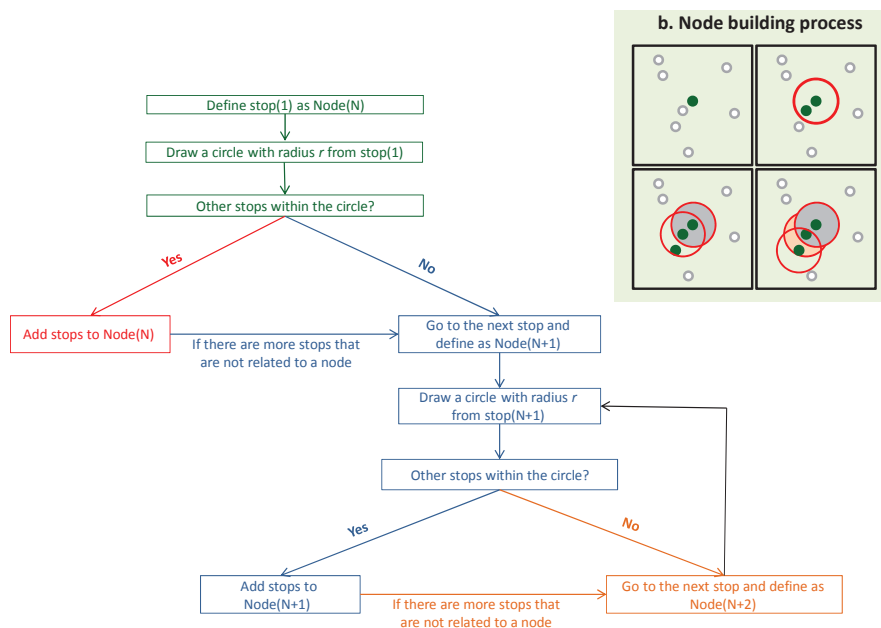 b. Node building process
Define stop(1) as Node(N)
Draw a circle with radius r from stop(1)
Other stops within the circle?
Yes
No
Add stops to Node(N)
If there are more stops that
are not related to a node
Go to the next stop and
define as Node(N+1)
Draw a circle with radius r
from stop(N+1)
Other stops within the circle?
Yes
No
Add stops to
Node(N+1)
If there are more stops that
are not related to a node
Go to the next stop and define as
Node(N+2)